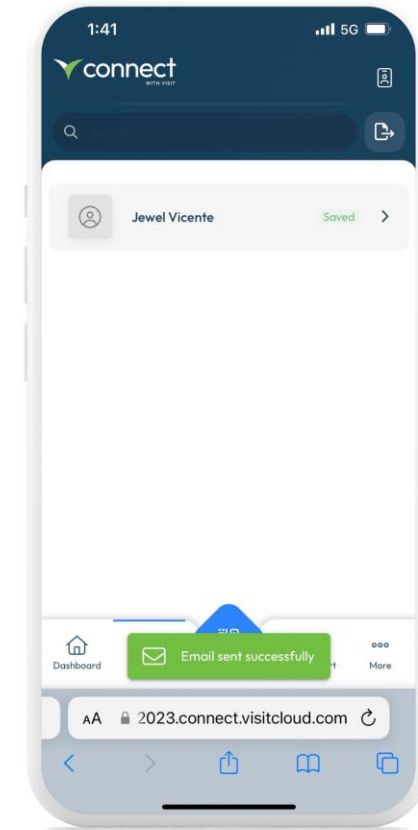 1:41
5G
connect
WITH VISIT
Jewel Vicente
Saved
Email sent successfully
Dashboard
More
AA
2023.connect.visitcloud.com